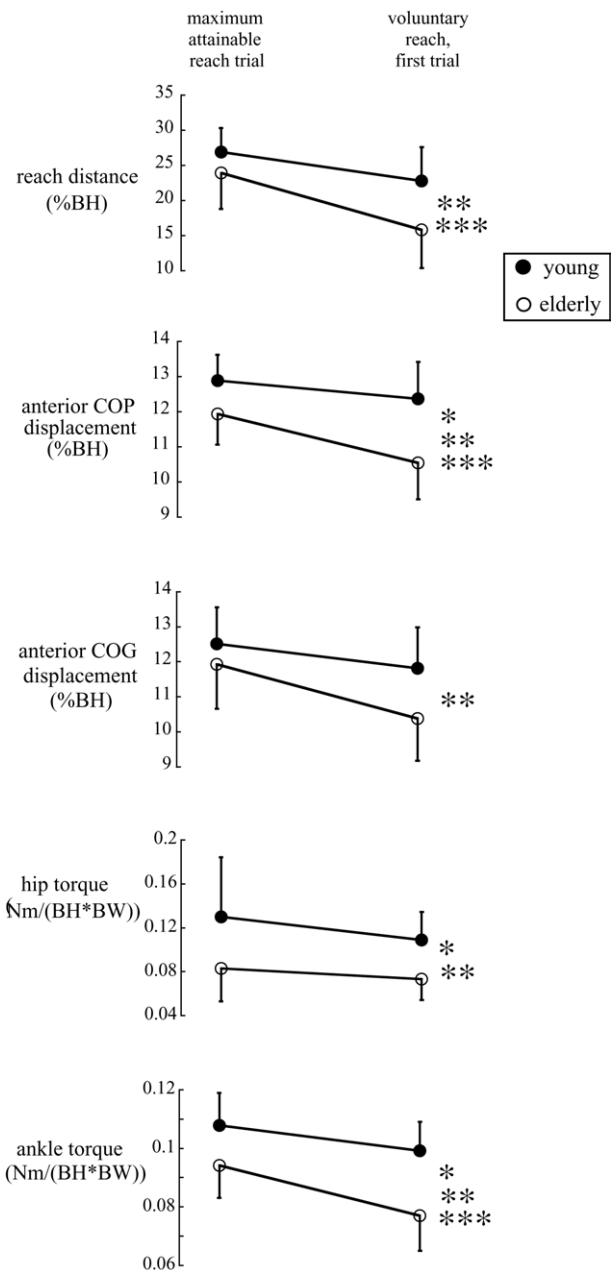 maximum
attainable
reach trial
voluuntary
reach,
first trial
35
30
25
20
15
10
reach distance
(%BH)
**
***
young
elderly
14
13
12
11
10
9
anterior COP
displacement
(%BH)
*
**
***
14
13
12
11
10
9
anterior COG
displacement
(%BH)
**
0.2
0.16
0.12
0.08
0.04
hip torque
(Nm/(BH*BW))
*
**
0.12
0.1
0.08
0.06
ankle torque
(Nm/(BH*BW))
*
**
***